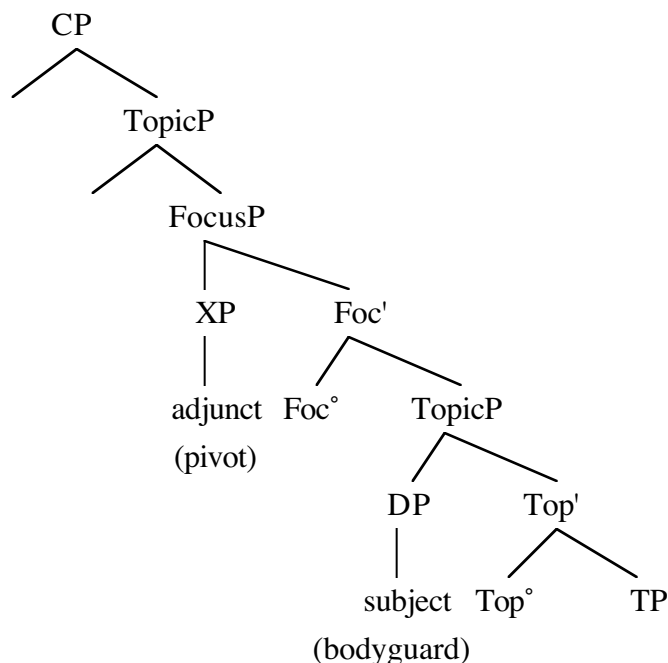 CP
TopicP
FocusP
XP Foc'
adjunct Foc° TopicP
(pivot)
DP Top'
subject Top° TP
(bodyguard)